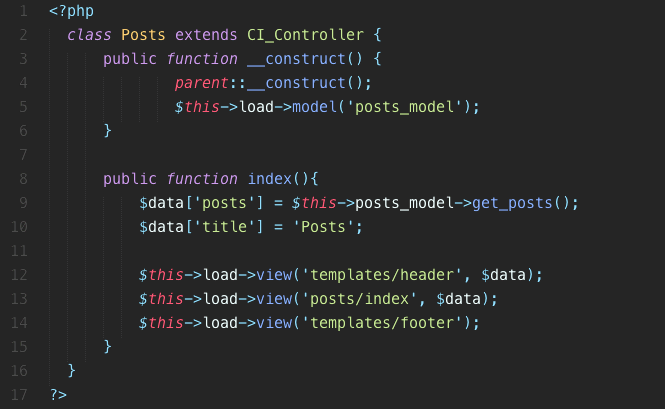 1 <?php
2   class Posts extends CI_Controller {
3       public function __construct() {
4               parent::__construct();
5               $this->load->model('posts_model');
6       }
7
8       public function index(){
9           $data['posts'] = $this->posts_model->get_posts();
10          $data['title'] = 'Posts';
11
12          $this->load->view('templates/header', $data);
13          $this->load->view('posts/index', $data);
14          $this->load->view('templates/footer');
15      }
16  }
17 ?>